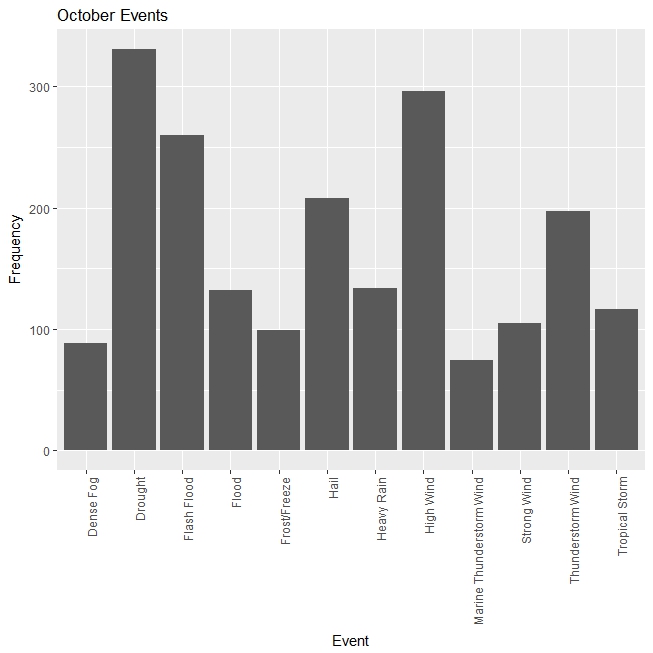 October Events
300
200
100
0
Frequency
Dense Fog
Drought
Flash Flood
Flood
Frost/Freeze
Hail
Heavy Rain
High Wind
Marine Thunderstorm Wind
Strong Wind
Thunderstorm Wind
Tropical Storm
Event